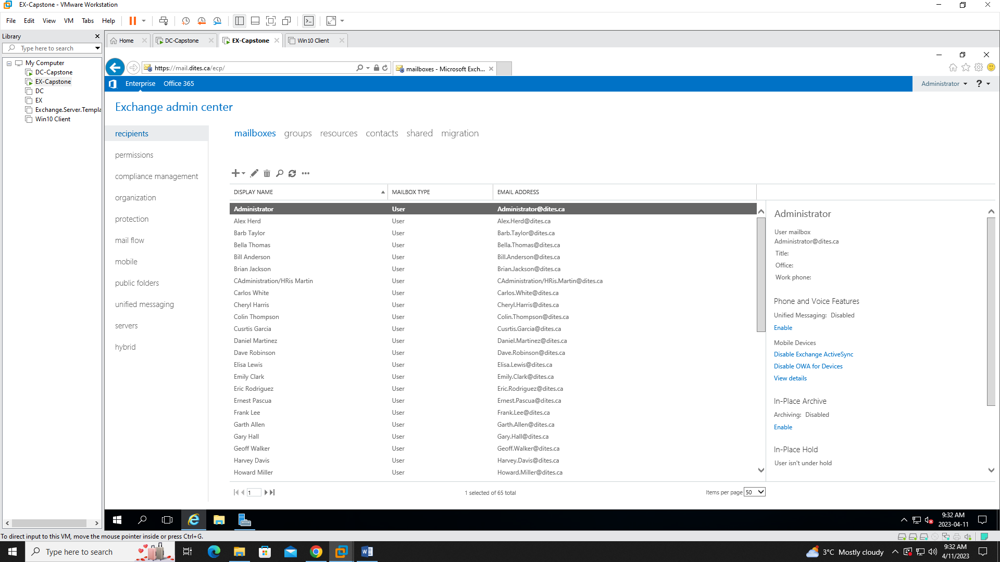 EX-Capstone - VMware Workstation
File Edit View VM Tabs Help
Library
Type here to search
My Computer
DC-Capstone
EX-Capstone
DC
EX
Exchange.Server.Templa
Win10 Client
Home DC-Capstone EX-Capstone Win10 Client
https://mail.dites.ca/ecp/ mailboxes - Microsoft Exch...
Enterprise Office 365 Administrator ?
Exchange admin center
recipients
permissions
compliance management
organization
protection
mail flow
mobile
public folders
unified messaging
servers
hybrid
mailboxes groups resources contacts shared migration
DISPLAY NAME MAILBOX TYPE EMAIL ADDRESS
Administrator User Administrator@dites.ca
Alex Herd User Alex.Herd@dites.ca
Barb Taylor User Barb.Taylor@dites.ca
Bella Thomas User Bella.Thomas@dites.ca
Bill Anderson User Bill.Anderson@dites.ca
Brian Jackson User Brian.Jackson@dites.ca
CAdministration/HRis Martin User CAdministration/HRis.Martin@dites.ca
Carlos White User Carlos.White@dites.ca
Cheryl Harris User Cheryl.Harris@dites.ca
Colin Thompson User Colin.Thompson@dites.ca
Cusrtis Garcia User Cusrtis.Garcia@dites.ca
Daniel Martinez User Daniel.Martinez@dites.ca
Dave Robinson User Dave.Robinson@dites.ca
Elisa Lewis User Elisa.Lewis@dites.ca
Emily Clark User Emily.Clark@dites.ca
Eric Rodriguez User Eric.Rodriguez@dites.ca
Ernest Pascua User Ernest.Pascua@dites.ca
Frank Lee User Frank.Lee@dites.ca
Garth Allen User Garth.Allen@dites.ca
Gary Hall User Gary.Hall@dites.ca
Geoff Walker User Geoff.Walker@dites.ca
Harvey Davis User Harvey.Davis@dites.ca
Howard Miller User Howard.Miller@dites.ca
1 1 selected of 65 total Items per page 50
Administrator
User mailbox
Administrator@dites.ca
Title:
Office:
Work phone:
Phone and Voice Features
Unified Messaging: Disabled
Enable
Mobile Devices
Disable Exchange ActiveSync
Disable OWA for Devices
View details
In-Place Archive
Archiving: Disabled
Enable
In-Place Hold
User isn't under hold
9:32 AM
2023-04-11
To direct input to this VM, move the mouse pointer inside or press Ctrl+G.
Type here to search
3°C Mostly cloudy
9:32 AM
4/11/2023